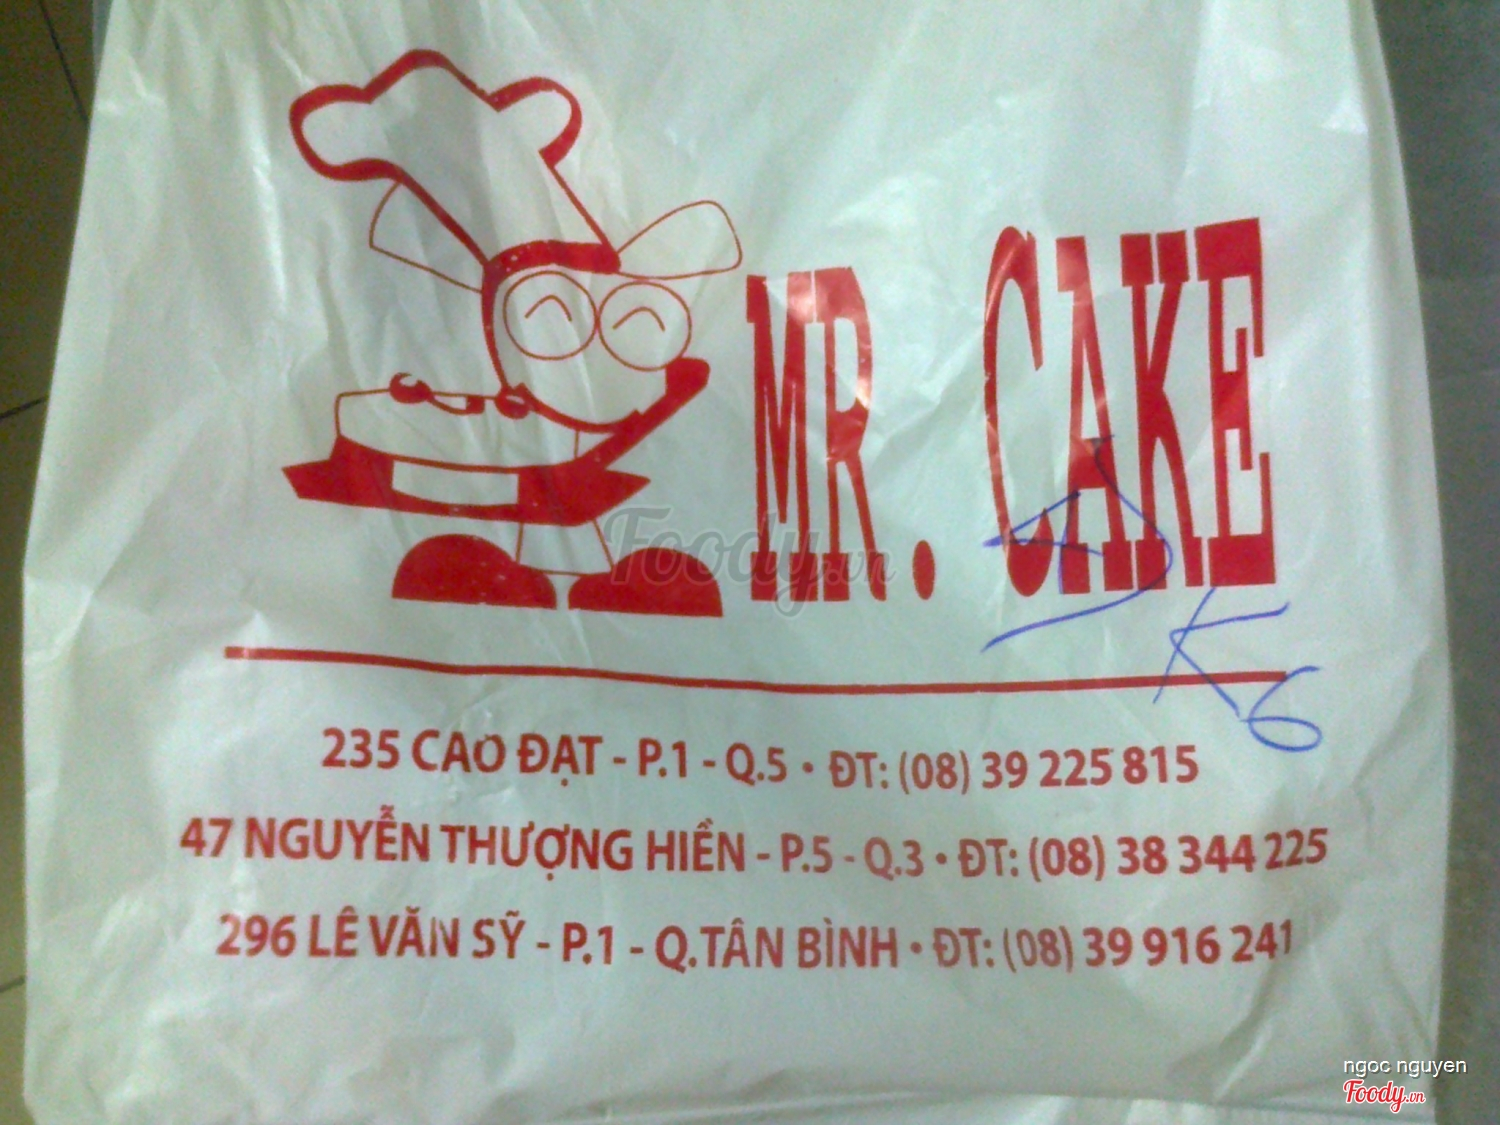 MR. CAKE
Foody.vn
K6
235 CAO ĐẠT - P.1 - Q.5 • ĐT: (08) 39 225 815
47 NGUYỄN THƯỢNG HIỀN - P.5 - Q.3 • ĐT: (08) 38 344 225
296 LÊ VĂN SỸ - P.1 - Q.TÂN BÌNH • ĐT: (08) 39 916 241
ngoc nguyen
Foody.vn